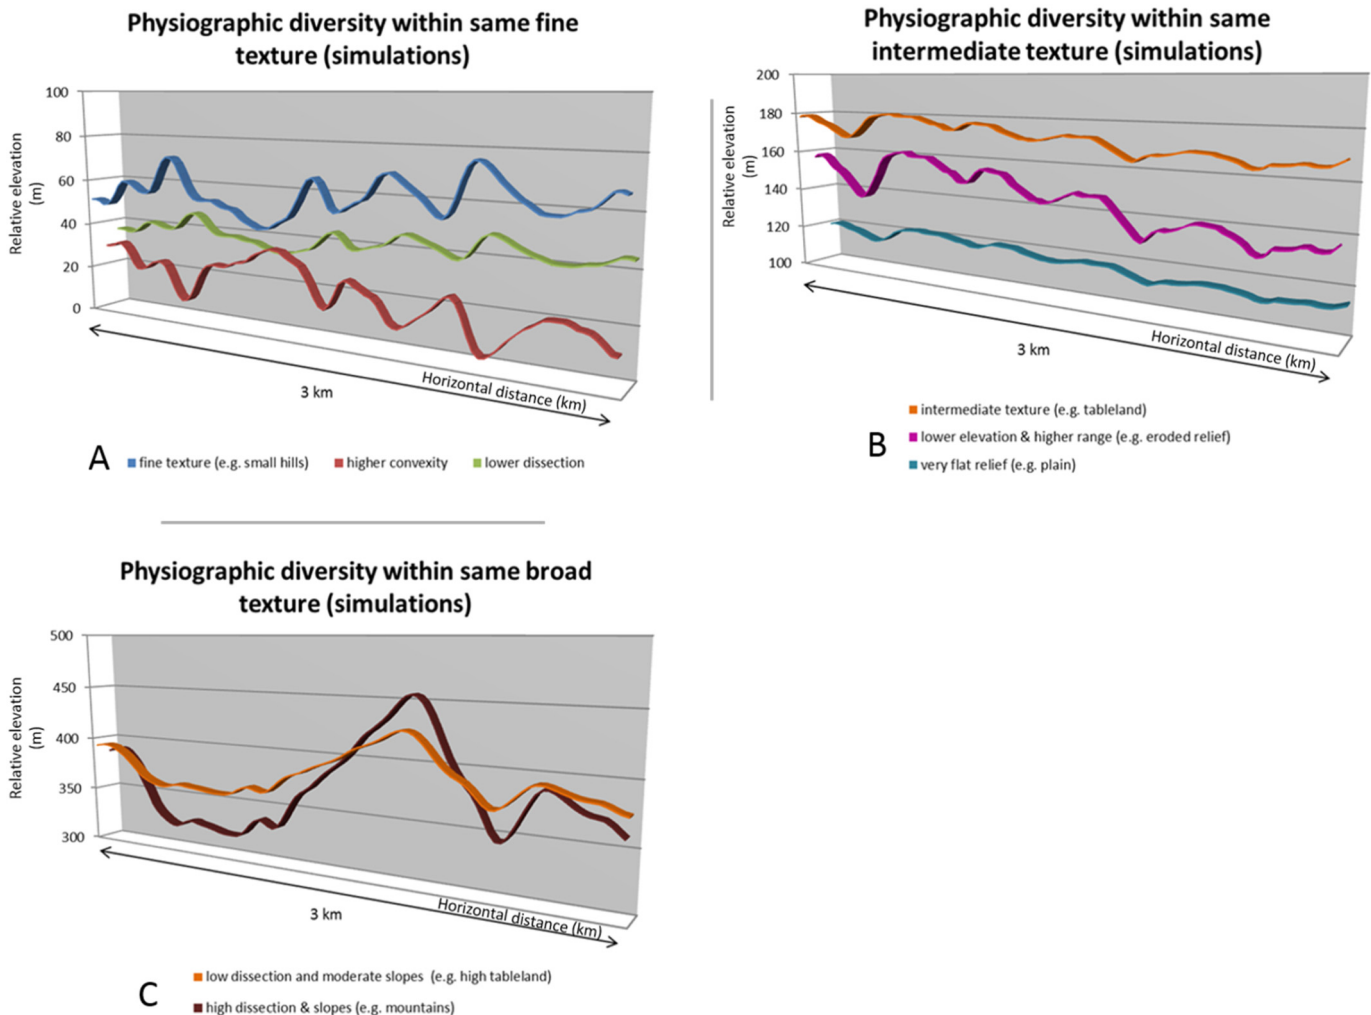 Physiographic diversity within same fine
texture (simulations)
Relative elevation
(m)
100
80
60
40
20
0
Horizontal distance (km)
3 km
A
fine texture (e.g. small hills)
higher convexity
lower dissection
Physiographic diversity within same
intermediate texture (simulations)
Relative elevation
(m)
200
180
160
140
120
100
Horizontal distance (km)
3 km
B
intermediate texture (e.g. tableland)
lower elevation & higher range (e.g. eroded relief)
very flat relief (e.g. plain)
Physiographic diversity within same broad
texture (simulations)
Relative elevation
(m)
500
450
400
350
300
Horizontal distance (km)
3 km
C
low dissection and moderate slopes (e.g. high tableland)
high dissection & slopes (e.g. mountains)